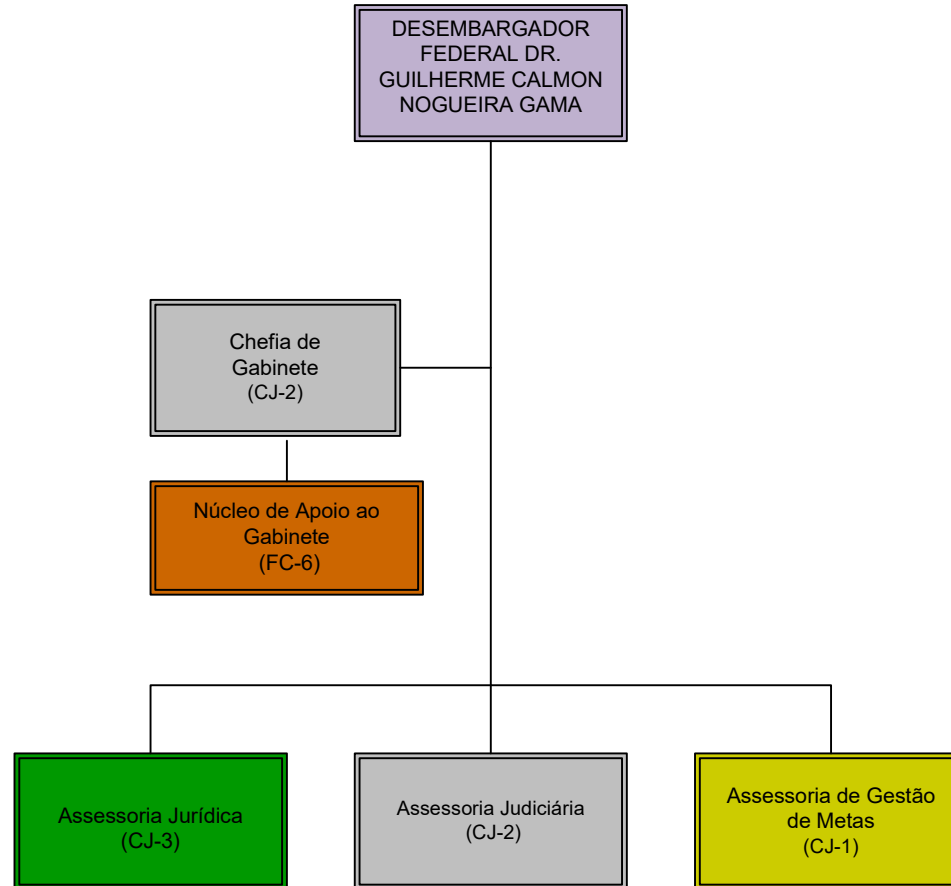 DESEMBARGADOR
FEDERAL DR.
GUILHERME CALMON
NOGUEIRA GAMA
Chefia de
Gabinete
(CJ-2)
Núcleo de Apoio ao
Gabinete
(FC-6)
Assessoria Jurídica
(CJ-3)
Assessoria Judiciária
(CJ-2)
Assessoria de Gestão
de Metas
(CJ-1)